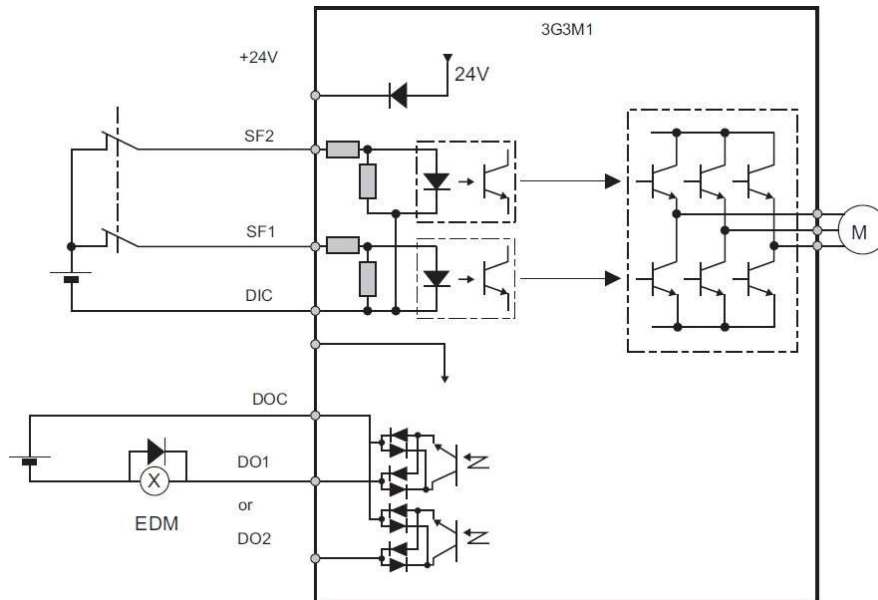 3G3M1
+24V
24V
SF2
SF1
M
DIC
DOC
DO1
X
or
EDM
DO2